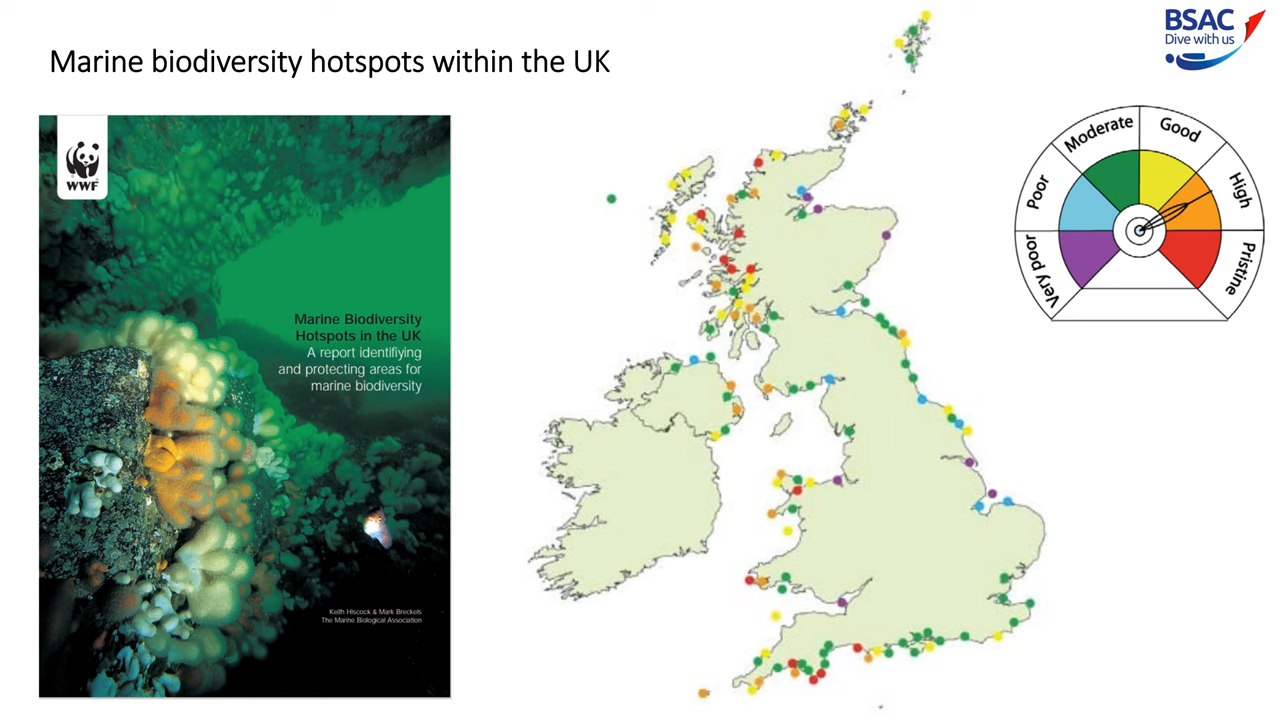 Marine biodiversity hotspots within the UK
BSAC
Dive with us
WWF
Marine Biodiversity
Hotspots in the UK
A report identifiying
and protecting areas for
marine biodiversity
Keith Hiscock & Mark Breckels
The Marine Biological Association
Very poor
Poor
Moderate
Good
High
Pristine